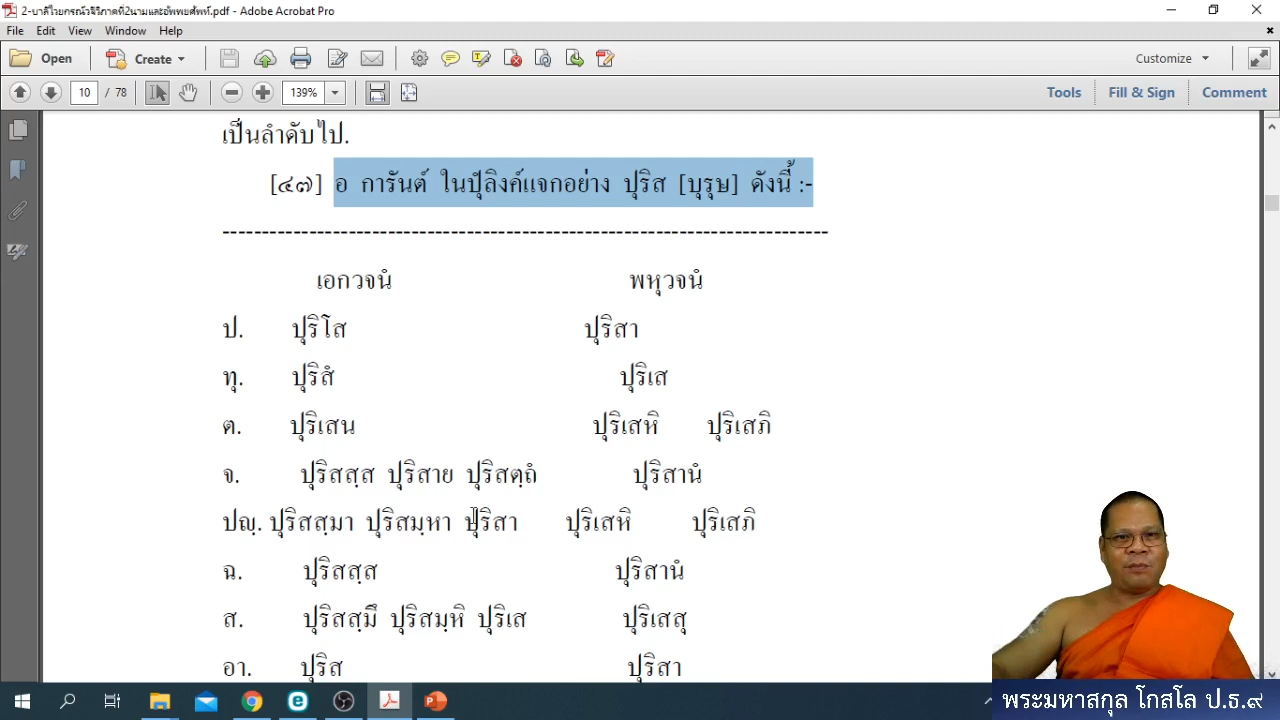 2-บาลีไวยกรณ์วจีวิภาคที่2นามและอัพยยศัพท์.pdf - Adobe Acrobat Pro
File Edit View Window Help
Open Create Customize
10 / 78 139% Tools Fill & Sign Comment
เป็นลำดับไป.
[๔๗] อ การันต์ ในปุํลิงค์แจกอย่าง ปุริส [บุรุษ] ดังนี้ :-
------------------------------------------------------------------------------
เอกวจนํ พหุวจนํ
ป. ปุริโส ปุริสา
ทุ. ปุริสํ ปุริเส
ต. ปุริเสน ปุริเสหิ ปุริเสภิ
จ. ปุริสสฺส ปุริสาย ปุริสตฺถํ ปุริสานํ
ปญฺ. ปุริสสฺมา ปุริสมฺหา ปุริสา ปุริเสหิ ปุริเสภิ
ฉ. ปุริสสฺส ปุริสานํ
ส. ปุริสสฺมึ ปุริสมฺหิ ปุริเส ปุริเสสุ
อา. ปุริส ปุริสา
พระมหาสกุล โกสโล ป.ธ.๙